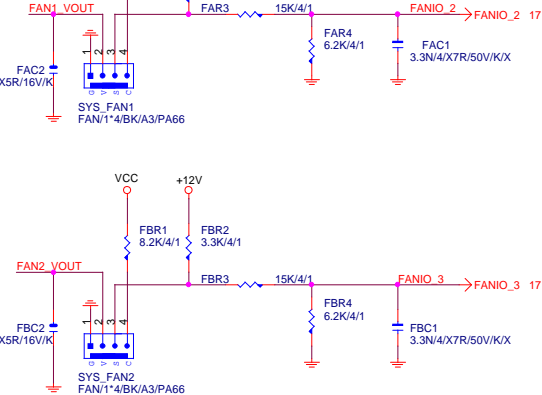 FAN1_VOUT
FAR3
15K/4/1
FANIO_2
FANIO_2 17
FAR4
6.2K/4/1
FAC1
3.3N/4/X7R/50V/K/X
FAC2
X5R/16V/K
1 2 3 4
G V S C
SYS_FAN1
FAN/1*4/BK/A3/PA66
VCC
+12V
FBR1
8.2K/4/1
FBR2
3.3K/4/1
FAN2_VOUT
FBR3
15K/4/1
FANIO_3
FANIO_3 17
FBR4
6.2K/4/1
FBC1
3.3N/4/X7R/50V/K/X
FBC2
X5R/16V/K
1 2 3 4
G V S C
SYS_FAN2
FAN/1*4/BK/A3/PA66